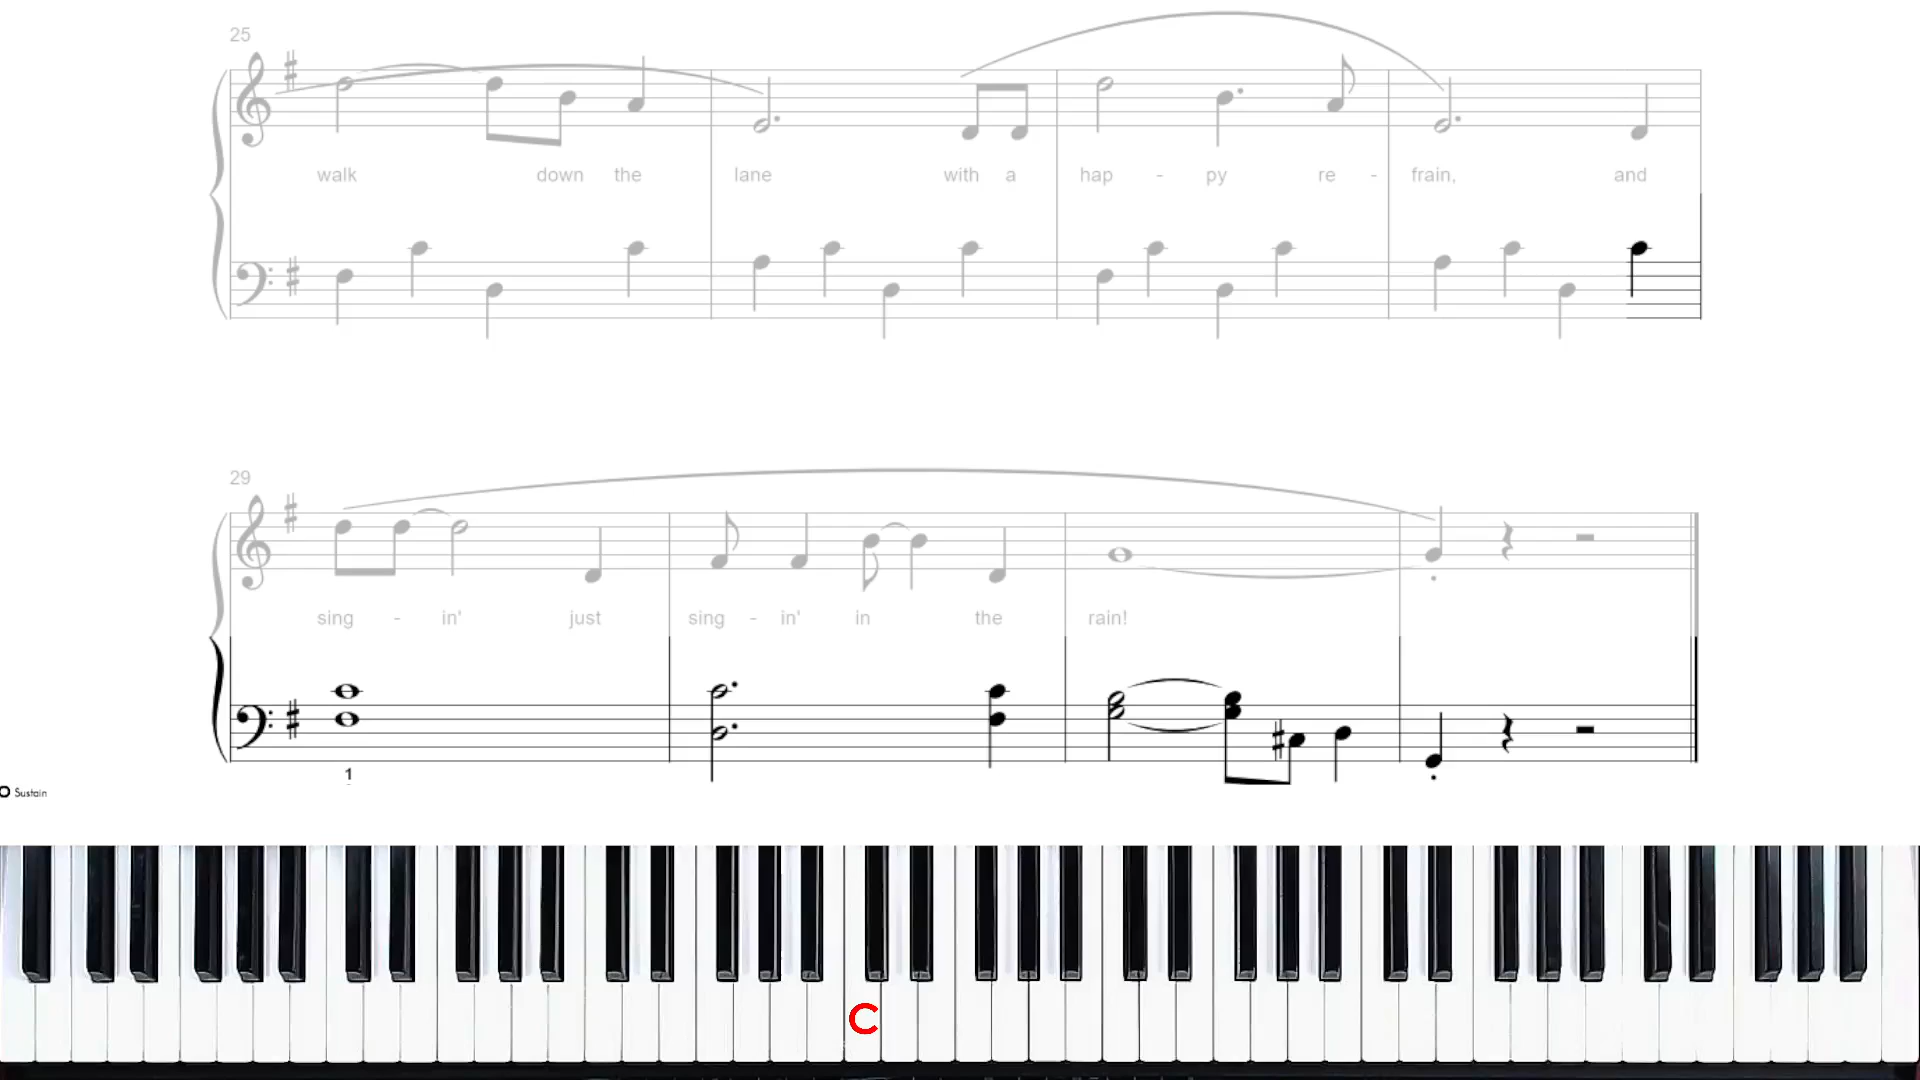 25
walk down the lane with a hap - py re - frain, and
29
sing - in' just sing - in' in the rain!
1
Sustain
C